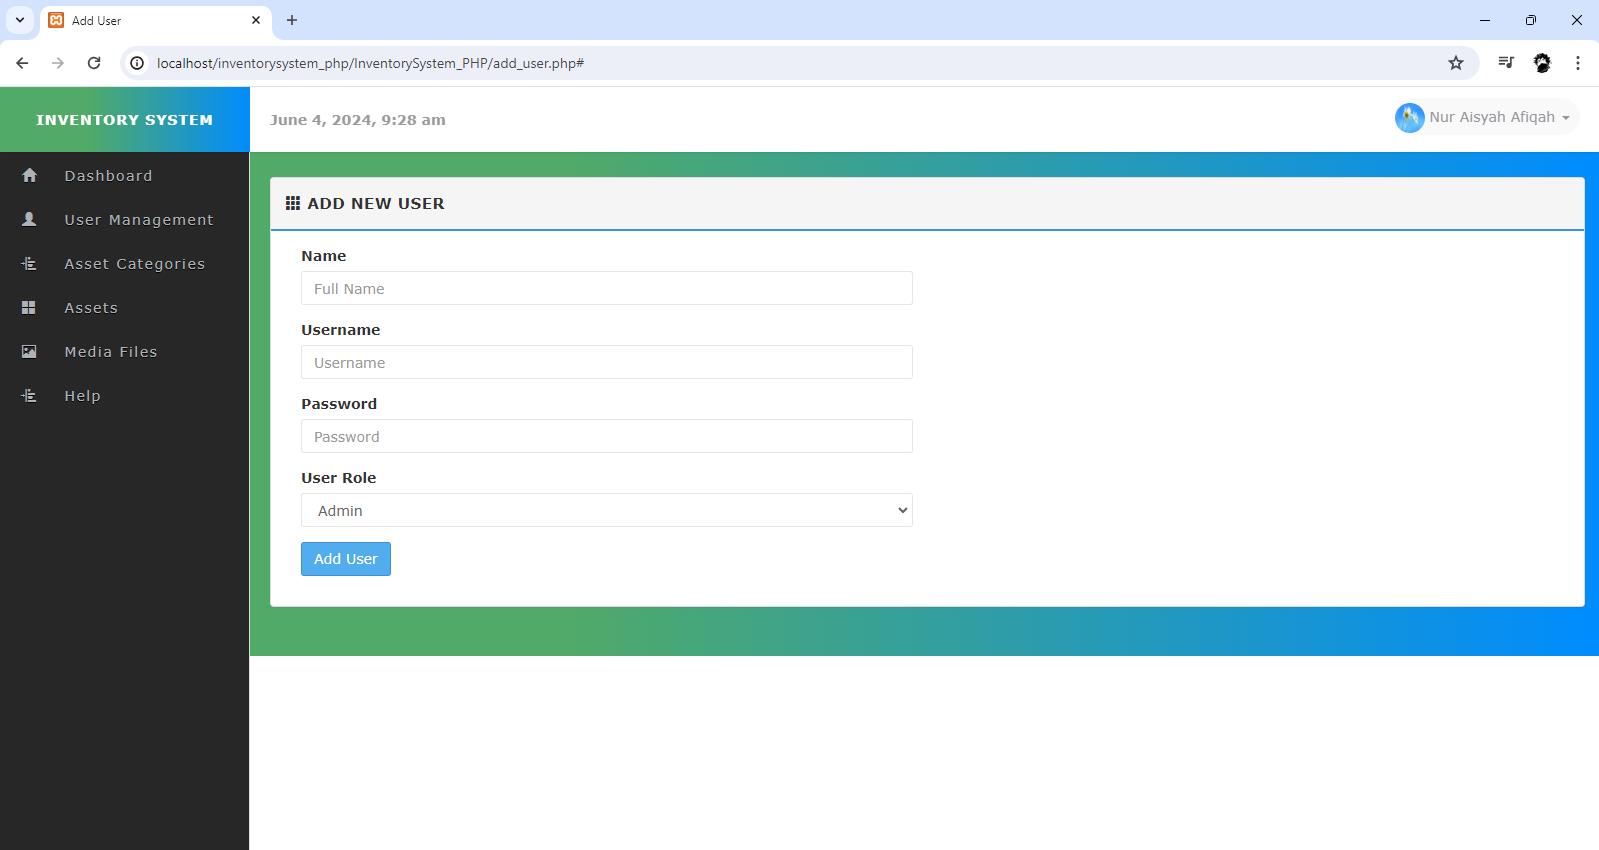 Add User
localhost/inventorysystem_php/InventorySystem_PHP/add_user.php#
INVENTORY SYSTEM
June 4, 2024, 9:28 am
Nur Aisyah Afiqah
Dashboard
User Management
Asset Categories
Assets
Media Files
Help
ADD NEW USER
Name
Full Name
Username
Username
Password
Password
User Role
Admin
Add User